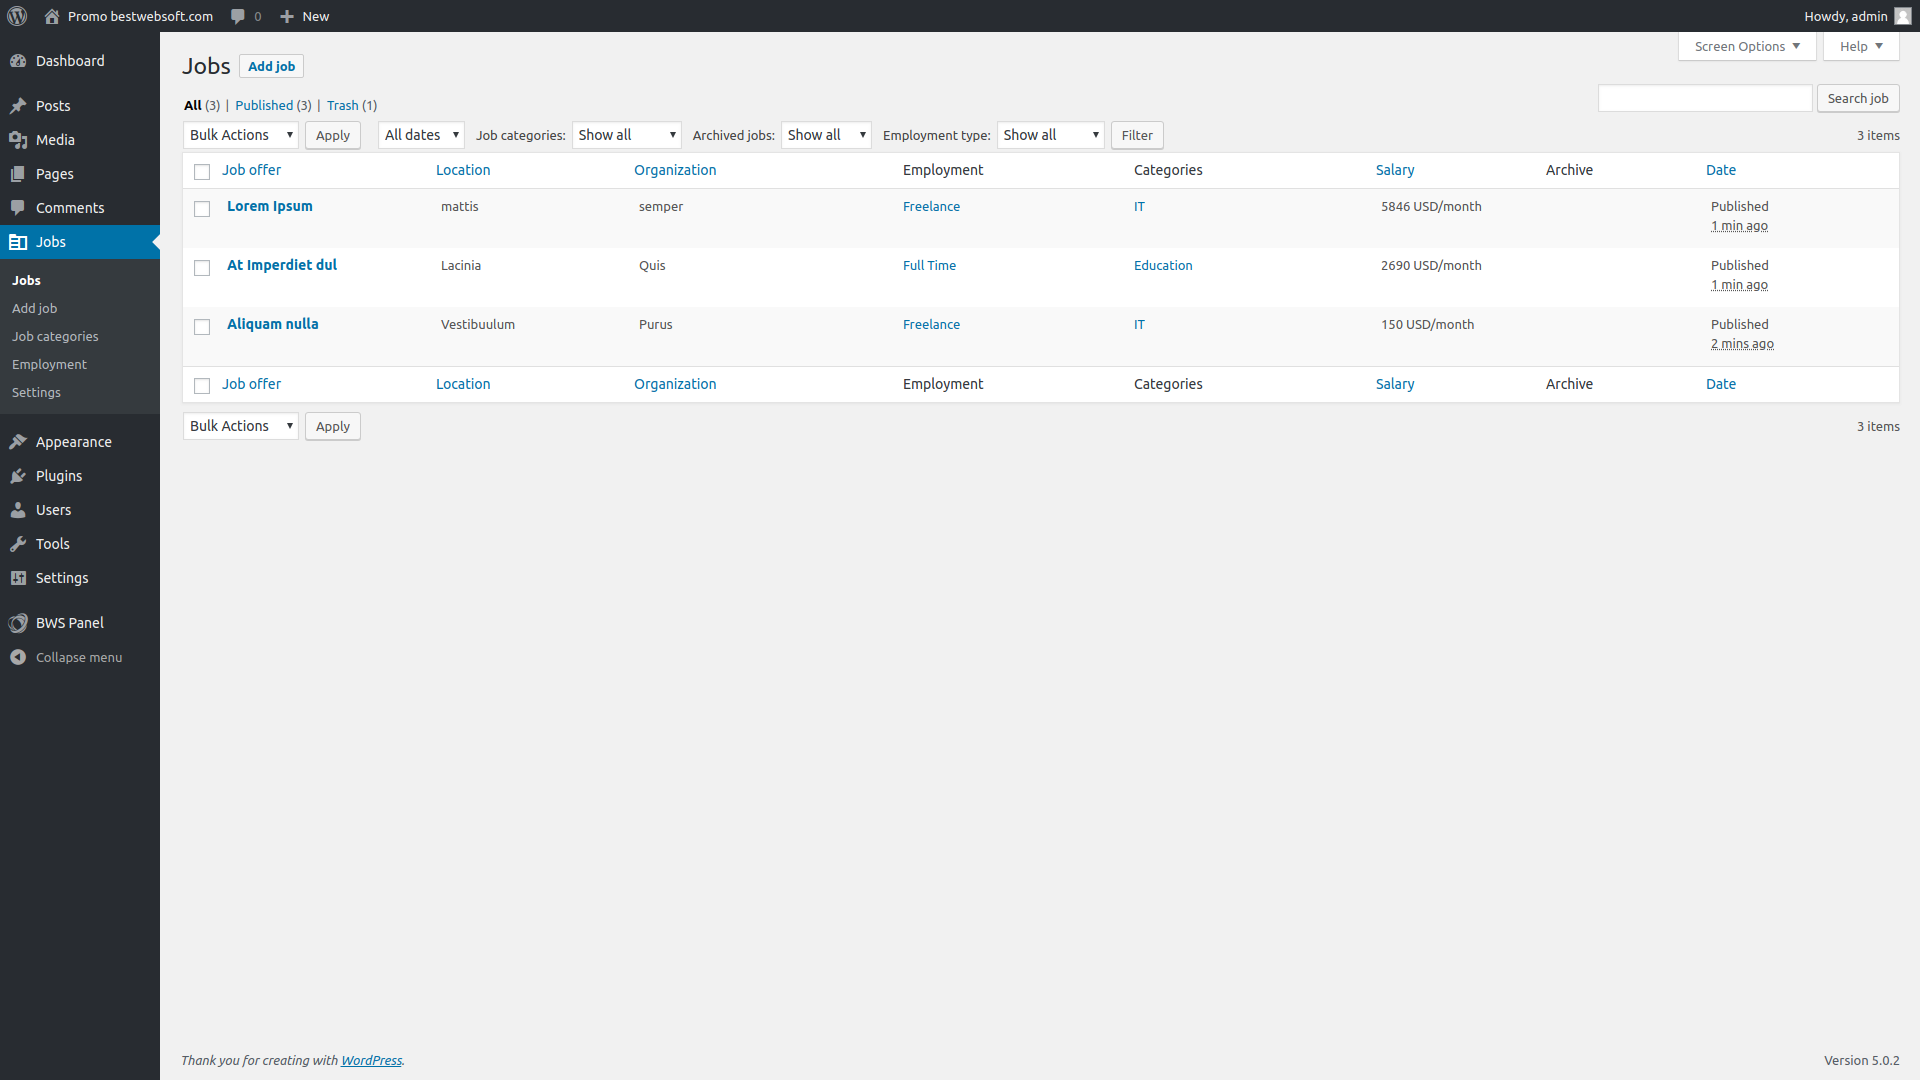 Promo bestwebsoft.com 0 New Howdy, admin
Screen Options Help
Dashboard
Posts
Media
Pages
Comments
Jobs
Jobs
Add job
Job categories
Employment
Settings
Appearance
Plugins
Users
Tools
Settings
BWS Panel
Collapse menu
Jobs Add job
All (3) | Published (3) | Trash (1)
Search job
Bulk Actions Apply All dates Job categories: Show all Archived jobs: Show all Employment type: Show all Filter 3 items
Job offer Location Organization Employment Categories Salary Archive Date
Lorem Ipsum mattis semper Freelance IT 5846 USD/month Published
1 min ago
At Imperdiet dul Lacinia Quis Full Time Education 2690 USD/month Published
1 min ago
Aliquam nulla Vestibuulum Purus Freelance IT 150 USD/month Published
2 mins ago
Job offer Location Organization Employment Categories Salary Archive Date
Bulk Actions Apply 3 items
Thank you for creating with WordPress. Version 5.0.2